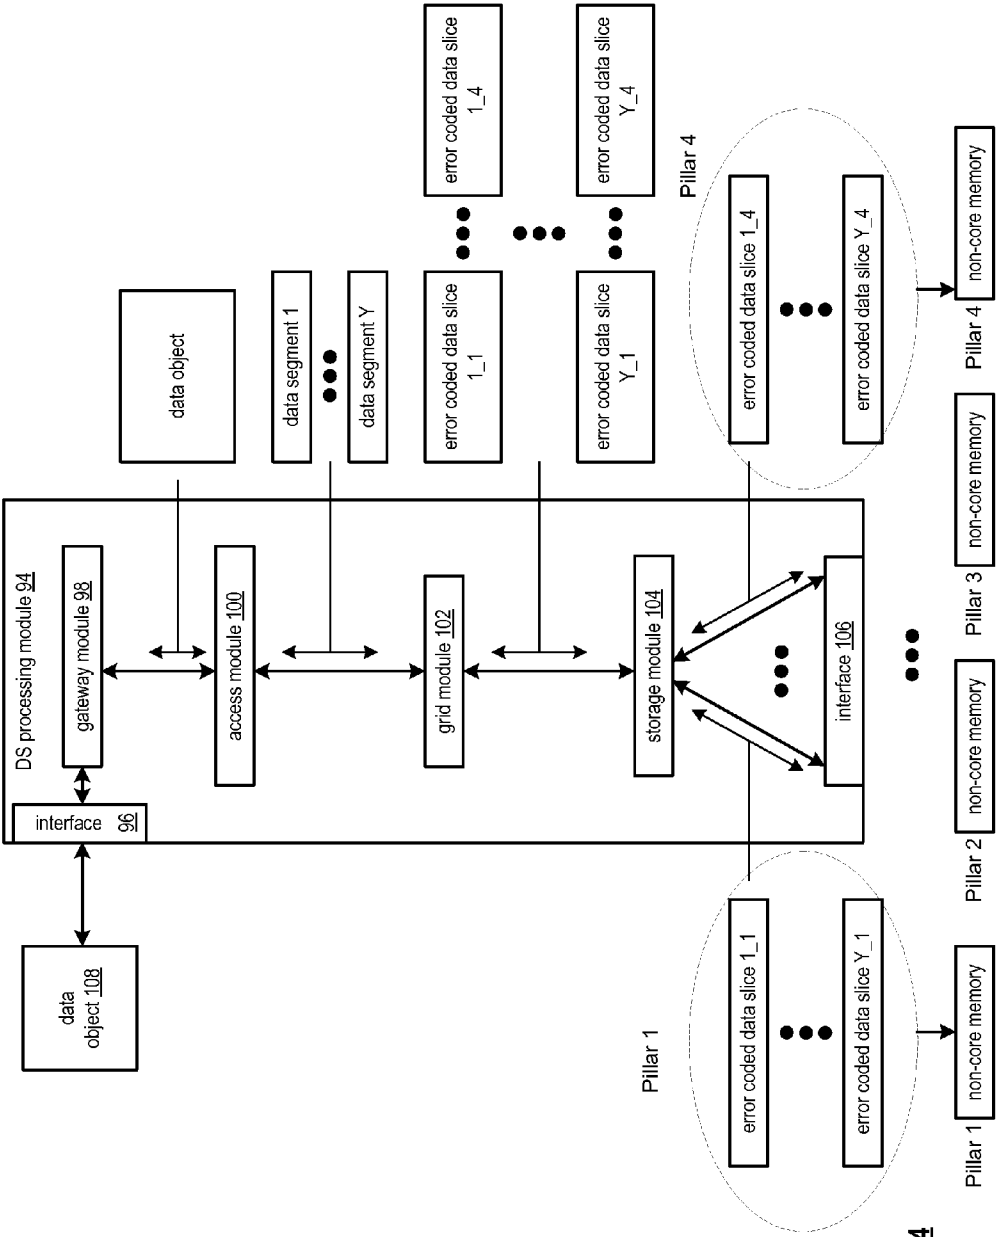 data
object 108
interface 96
DS processing module 94
gateway module 98
access module 100
grid module 102
storage module 104
interface 106
data object
data segment 1
data segment Y
error coded data slice
1_1
error coded data slice
1_4
error coded data slice
Y_1
error coded data slice
Y_4
Pillar 1
error coded data slice 1_1
error coded data slice Y_1
Pillar 4
error coded data slice 1_4
error coded data slice Y_4
Pillar 1
non-core memory
Pillar 2
non-core memory
Pillar 3
non-core memory
Pillar 4
non-core memory